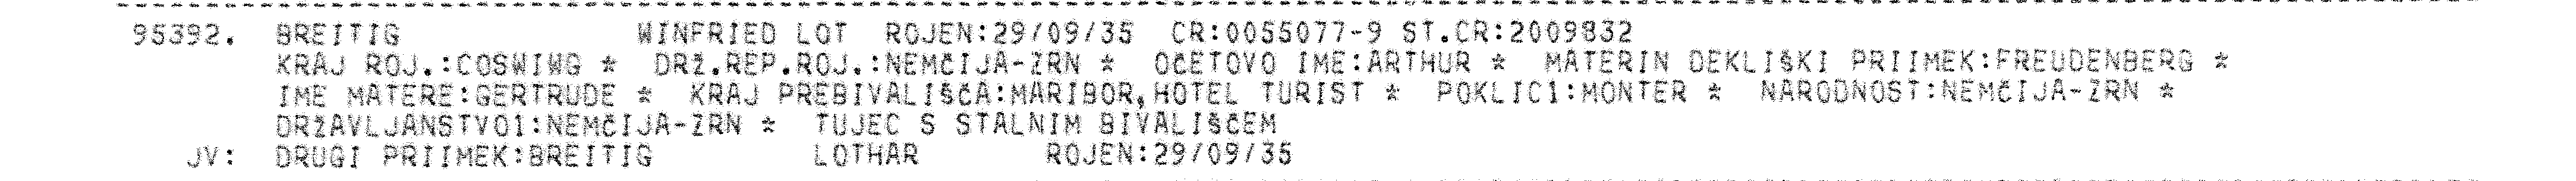 95392. BREITIG WINFRIED LOT ROJEN:29/09/35 CR:0055077-9 ST.CR:2009832
KRAJ ROJ.:COSWIWG * DRŽ.REP.ROJ.:NEMČIJA-ZRN * OČETOVO IME:ARTHUR * MATERIN DEKLIŠKI PRIIMEK:FREUDENBERG *
IME MATERE:GERTRUDE * KRAJ PREBIVALIŠČA:MARIBOR,HOTEL TURIST * POKLIC1:MONTER * NARODNOST:NEMČIJA-ZRN *
DRŽAVLJANSTVO1:NEMČIJA-ZRN * TUJEC S STALNIM BIVALIŠČEM
JV: DRUGI PRIIMEK:BREITIG LOTHAR ROJEN:29/09/35